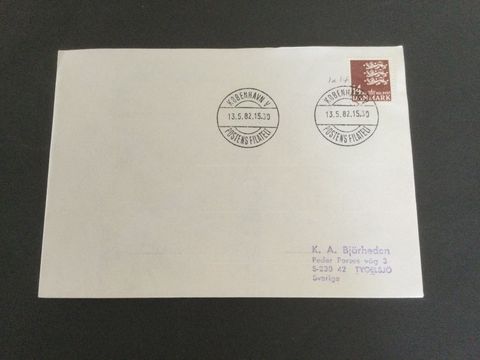 KØBENHAVN V
13.5.82.15.30
POSTENS FILATELI
KØBENHAVN V
13.5.82.15.30
POSTENS FILATELI
14
DANMARK
K. A. Björheden
Peder Porses väg 3
S-230 42 TYGELSJÖ
Sverige